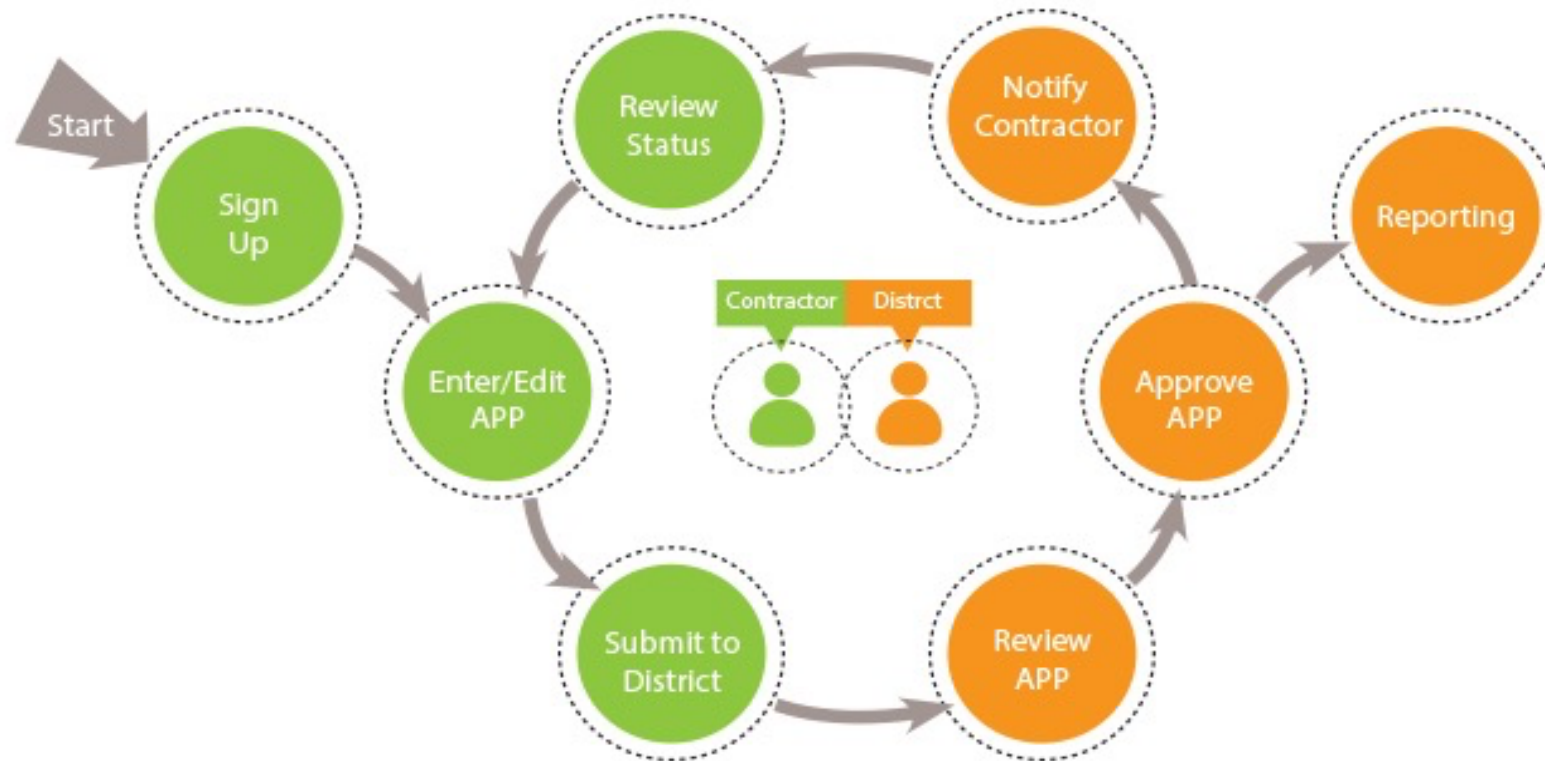 Start
Sign
Up
Review
Status
Notify
Contractor
Reporting
Contractor
Distrct
Enter/Edit
APP
Approve
APP
Submit to
District
Review
APP